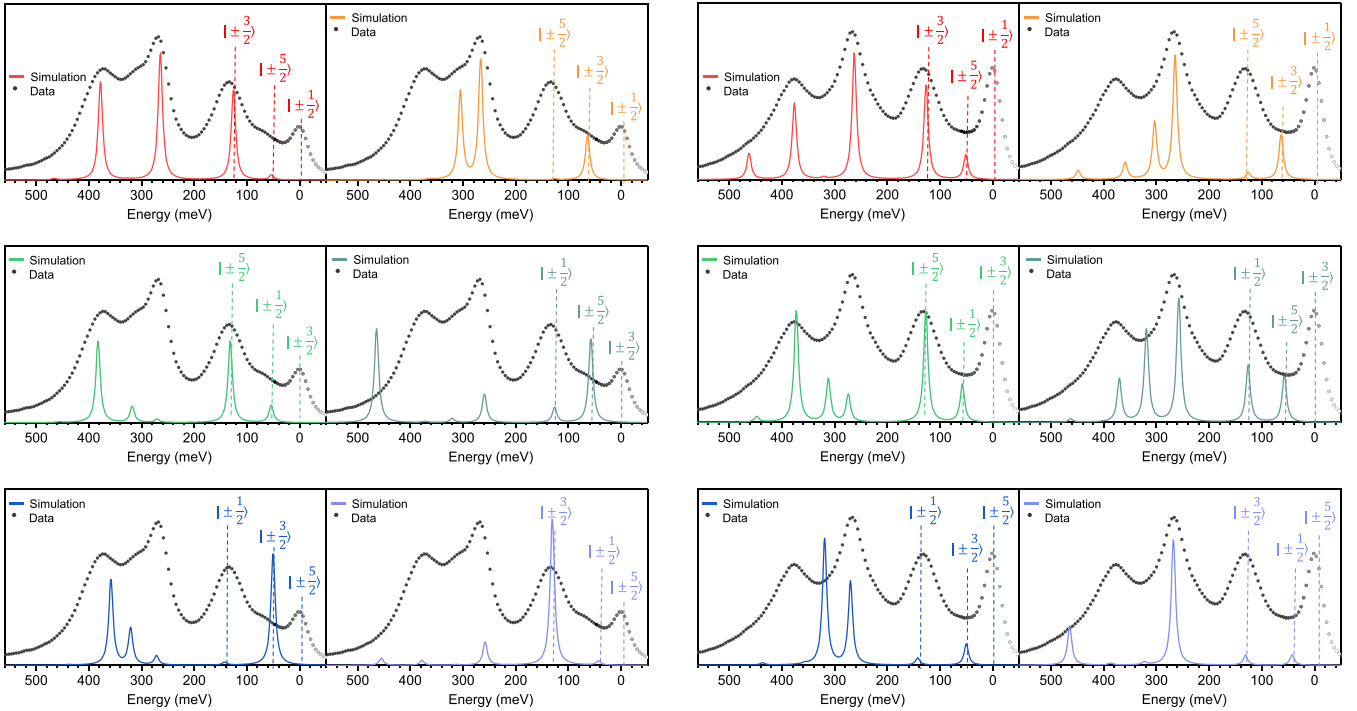 Simulation
Data
|±3/2⟩
|±5/2⟩
|±1/2⟩
500 400 300 200 100 0
Energy (meV)
Simulation
Data
|±5/2⟩
|±3/2⟩
500 400 300 200 100 0
Energy (meV)
Simulation
Data
|±3/2⟩
|±5/2⟩
|±1/2⟩
500 400 300 200 100 0
Energy (meV)
Simulation
Data
|±5/2⟩
|±1/2⟩
|±3/2⟩
500 400 300 200 100 0
Energy (meV)
Simulation
Data
|±5/2⟩
|±1/2⟩
|±3/2⟩
500 400 300 200 100 0
Energy (meV)
Simulation
Data
|±1/2⟩
|±5/2⟩
|±3/2⟩
500 400 300 200 100 0
Energy (meV)
Simulation
Data
|±5/2⟩
|±3/2⟩
|±1/2⟩
500 400 300 200 100 0
Energy (meV)
Simulation
Data
|±1/2⟩
|±3/2⟩
|±5/2⟩
500 400 300 200 100 0
Energy (meV)
Simulation
Data
|±1/2⟩
|±3/2⟩
|±5/2⟩
500 400 300 200 100 0
Energy (meV)
Simulation
Data
|±3/2⟩
|±1/2⟩
|±5/2⟩
500 400 300 200 100 0
Energy (meV)
Simulation
Data
|±1/2⟩
|±5/2⟩
|±3/2⟩
500 400 300 200 100 0
Energy (meV)
Simulation
Data
|±3/2⟩
|±5/2⟩
|±1/2⟩
500 400 300 200 100 0
Energy (meV)